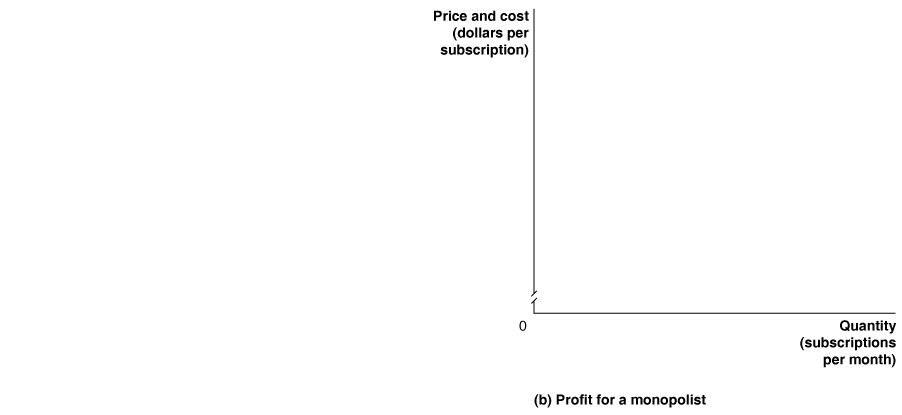 Price and cost
(dollars per
subscription)
0
Quantity
(subscriptions
per month)
(b) Profit for a monopolist